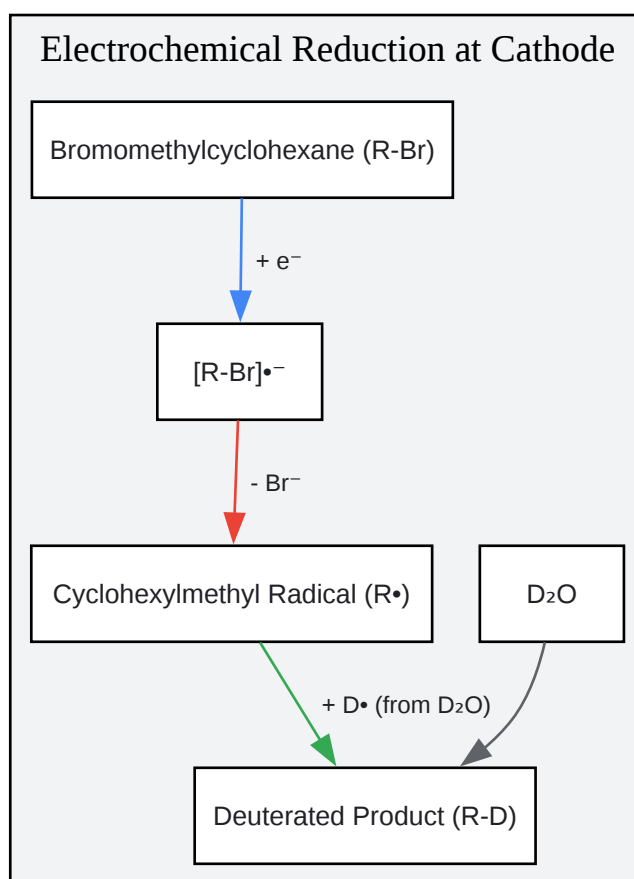 Electrochemical Reduction at Cathode
Bromomethylcyclohexane (R-Br)
+ e⁻
[R-Br]•⁻
- Br⁻
Cyclohexylmethyl Radical (R•)
D₂O
+ D• (from D₂O)
Deuterated Product (R-D)